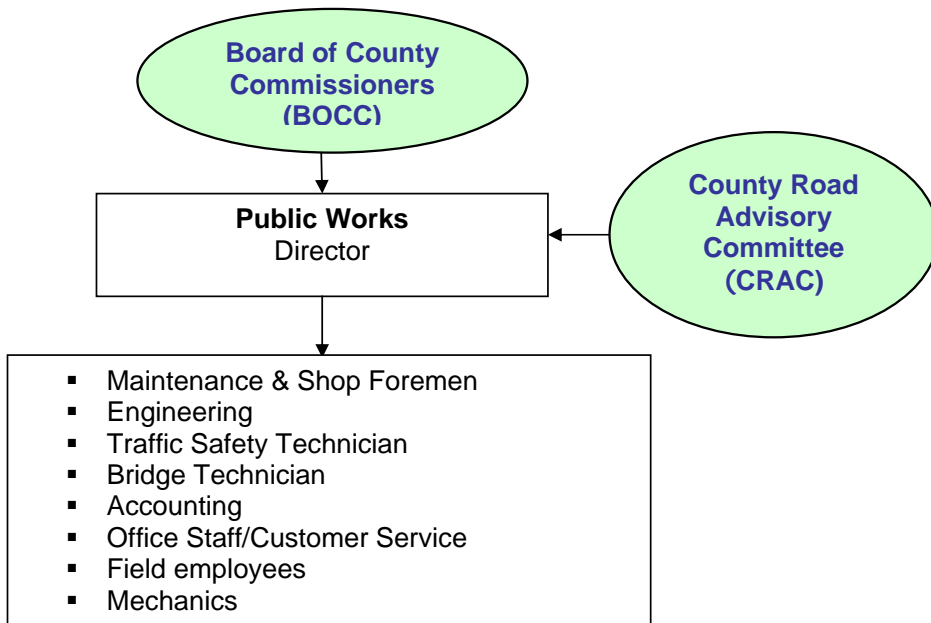 Board of County
Commissioners
(BOCC)
County Road
Advisory
Committee
(CRAC)
Public Works
Director
▪ Maintenance & Shop Foremen
▪ Engineering
▪ Traffic Safety Technician
▪ Bridge Technician
▪ Accounting
▪ Office Staff/Customer Service
▪ Field employees
▪ Mechanics